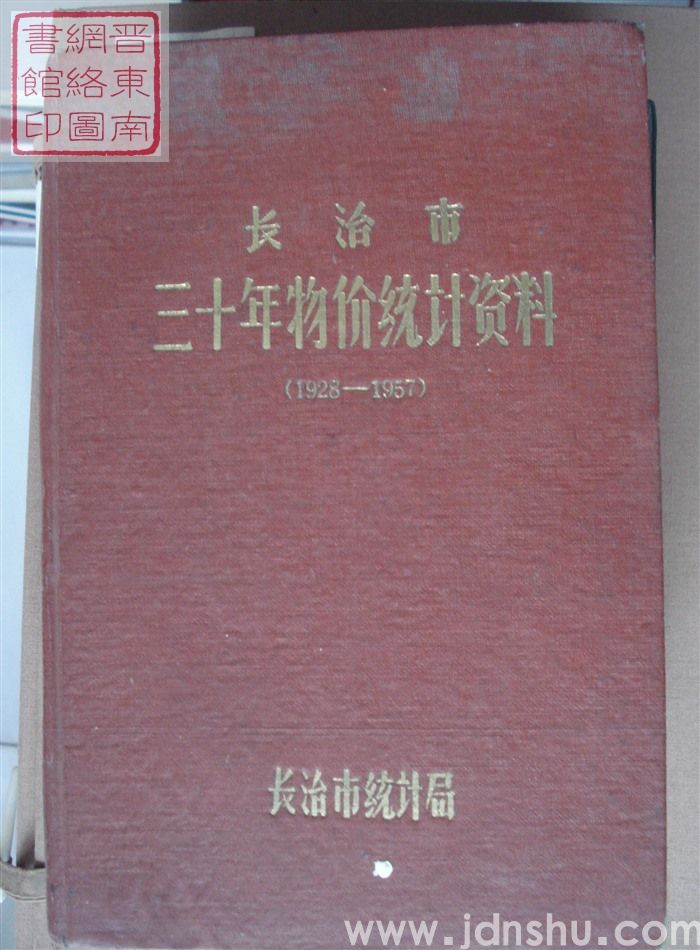 晋東南
網絡圖
書館印
长治市
三十年物价统计资料
(1928—1957)
长治市统计局
www.jdnshu.com